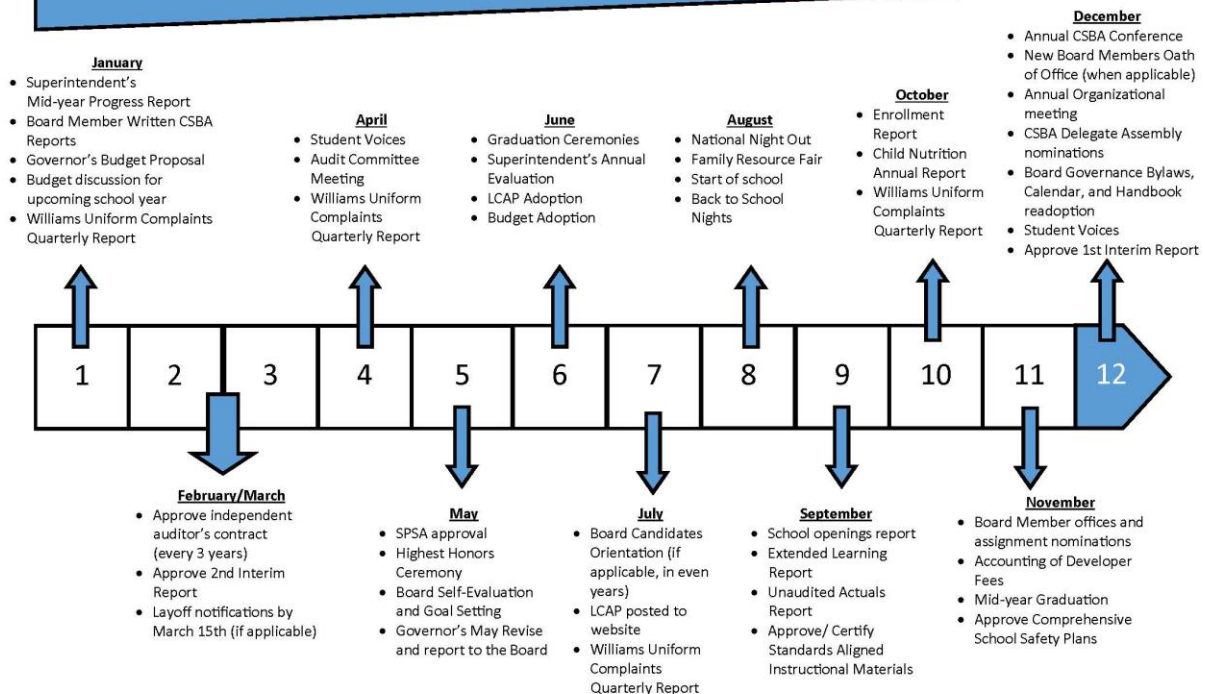 January
• Superintendent's
Mid-year Progress Report
• Board Member Written CSBA
Reports
• Governor's Budget Proposal
• Budget discussion for
upcoming school year
• Williams Uniform Complaints
Quarterly Report
April
• Student Voices
• Audit Committee
Meeting
• Williams Uniform
Complaints
Quarterly Report
June
• Graduation Ceremonies
• Superintendent's Annual
Evaluation
• LCAP Adoption
• Budget Adoption
August
• National Night Out
• Family Resource Fair
• Start of school
• Back to School
Nights
October
• Enrollment
Report
• Child Nutrition
Annual Report
• Williams Uniform
Complaints
Quarterly Report
December
• Annual CSBA Conference
• New Board Members Oath
of Office (when applicable)
• Annual Organizational
meeting
• CSBA Delegate Assembly
nominations
• Board Governance Bylaws,
Calendar, and Handbook
readoption
• Student Voices
• Approve 1st Interim Report
1 2 3 4 5 6 7 8 9 10 11 12
February/March
• Approve independent
auditor's contract
(every 3 years)
• Approve 2nd Interim
Report
• Layoff notifications by
March 15th (if applicable)
May
• SPSA approval
• Highest Honors
Ceremony
• Board Self-Evaluation
and Goal Setting
• Governor's May Revise
and report to the Board
July
• Board Candidates
Orientation (if
applicable, in even
years)
• LCAP posted to
website
• Williams Uniform
Complaints
Quarterly Report
September
• School openings report
• Extended Learning
Report
• Unaudited Actuals
Report
• Approve/ Certify
Standards Aligned
Instructional Materials
November
• Board Member offices and
assignment nominations
• Accounting of Developer
Fees
• Mid-year Graduation
• Approve Comprehensive
School Safety Plans